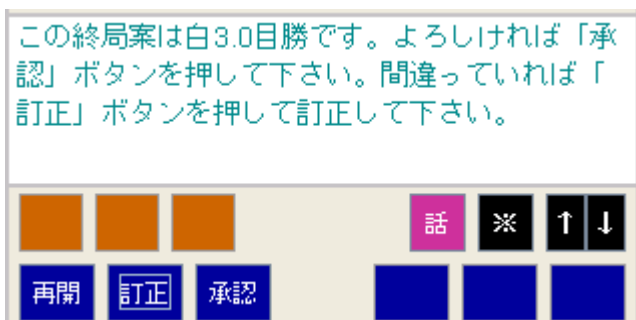 この終局案は白3.0目勝です。よろしければ「承
認」ボタンを押して下さい。間違っていれば「
訂正」ボタンを押して訂正して下さい。
話 ※ ↑ ↓
再開 訂正 承認